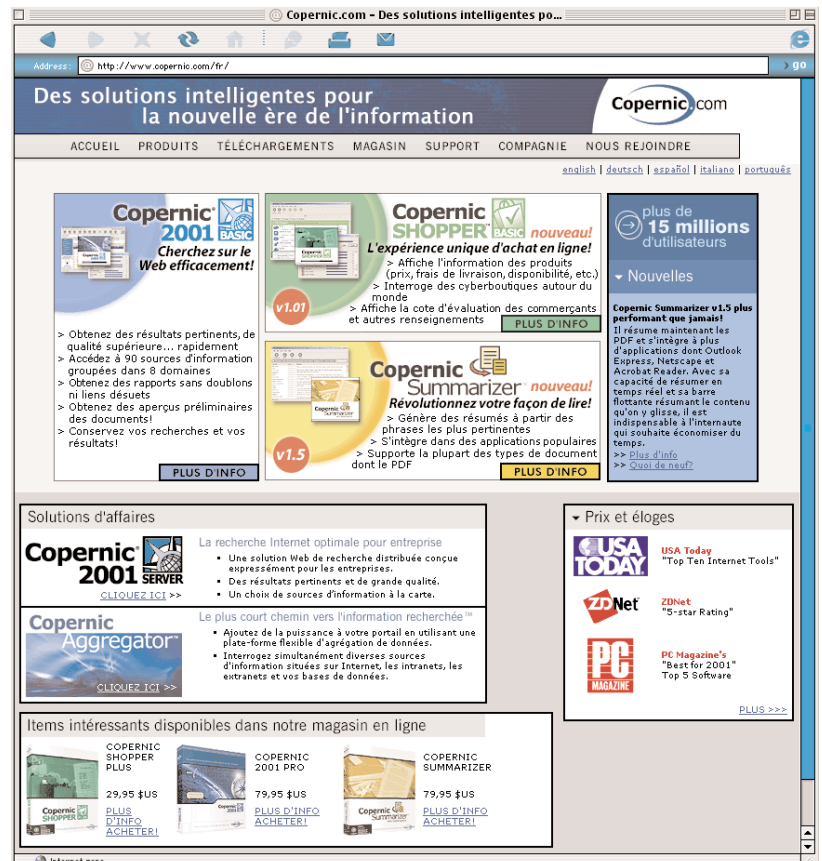 Copernic.com - Des solutions intelligentes po...
Address: http://www.copernic.com/fr/
go
Des solutions intelligentes pour
la nouvelle ère de l'information
Copernic.com
ACCUEIL PRODUITS TÉLÉCHARGEMENTS MAGASIN SUPPORT COMPAGNIE NOUS REJOINDRE
english | deutsch | español | italiano | português
Copernic
2001 BASIC
Cherchez sur le
Web efficacement!
> Obtenez des résultats pertinents, de
qualité supérieure... rapidement
> Accédez à 90 sources d'information
groupées dans 8 domaines
> Obtenez des rapports sans doublons
ni liens désuets
> Obtenez des aperçus préliminaires
des documents!
> Conservez vos recherches et vos
résultats!
PLUS D'INFO
Copernic
SHOPPER BASIC nouveau!
L'expérience unique d'achat en ligne!
> Affiche l'information des produits
(prix, frais de livraison, disponibilité, etc.)
> Interroge des cyberboutiques autour du
monde
> Affiche la cote d'évaluation des commerçants
et autres renseignements
v1.01
PLUS D'INFO
Copernic
Summarizer nouveau!
Révolutionnez votre façon de lire!
> Génère des résumés à partir des
phrases les plus pertinentes
> S'intègre dans des applications populaires
> Supporte la plupart des types de document
dont le PDF
v1.5
PLUS D'INFO
plus de
15 millions
d'utilisateurs
Nouvelles
Copernic Summarizer v1.5 plus
performant que jamais!
Il résume maintenant les
PDF et s'intègre à plus
d'applications dont Outlook
Express, Netscape et
Acrobat Reader. Avec sa
capacité de résumer en
temps réel et sa barre
flottante résumant le contenu
qu'on y glisse, il est
indispensable à l'internaute
qui souhaite économiser du
temps.
>> Plus d'info
>> Quoi de neuf?
Solutions d'affaires
Copernic
2001 SERVER
CLIQUEZ ICI >>
La recherche Internet optimale pour entreprise
▪ Une solution Web de recherche distribuée conçue
expressément pour les entreprises.
▪ Des résultats pertinents et de grande qualité.
▪ Un choix de sources d'information à la carte.
Copernic
Aggregator™
CLIQUEZ ICI >>
Le plus court chemin vers l'information recherchée™
▪ Ajoutez de la puissance à votre portail en utilisant une
plate-forme flexible d'agrégation de données.
▪ Interrogez simultanément diverses sources
d'information situées sur Internet, les intranets, les
extranets et vos bases de données.
Prix et éloges
USA
TODAY
USA Today
"Top Ten Internet Tools"
ZDNet
ZDNet
"5-star Rating"
PC
MAGAZINE
PC Magazine's
"Best for 2001"
Top 5 Software
PLUS >>>
Items intéressants disponibles dans notre magasin en ligne
Copernic
SHOPPER
COPERNIC
SHOPPER
PLUS
29,95 $US
PLUS
D'INFO
ACHETER!
COPERNIC
2001 PRO
79,95 $US
PLUS D'INFO
ACHETER!
Copernic
Summarizer
COPERNIC
SUMMARIZER
79,95 $US
PLUS D'INFO
ACHETER!
Internet zone